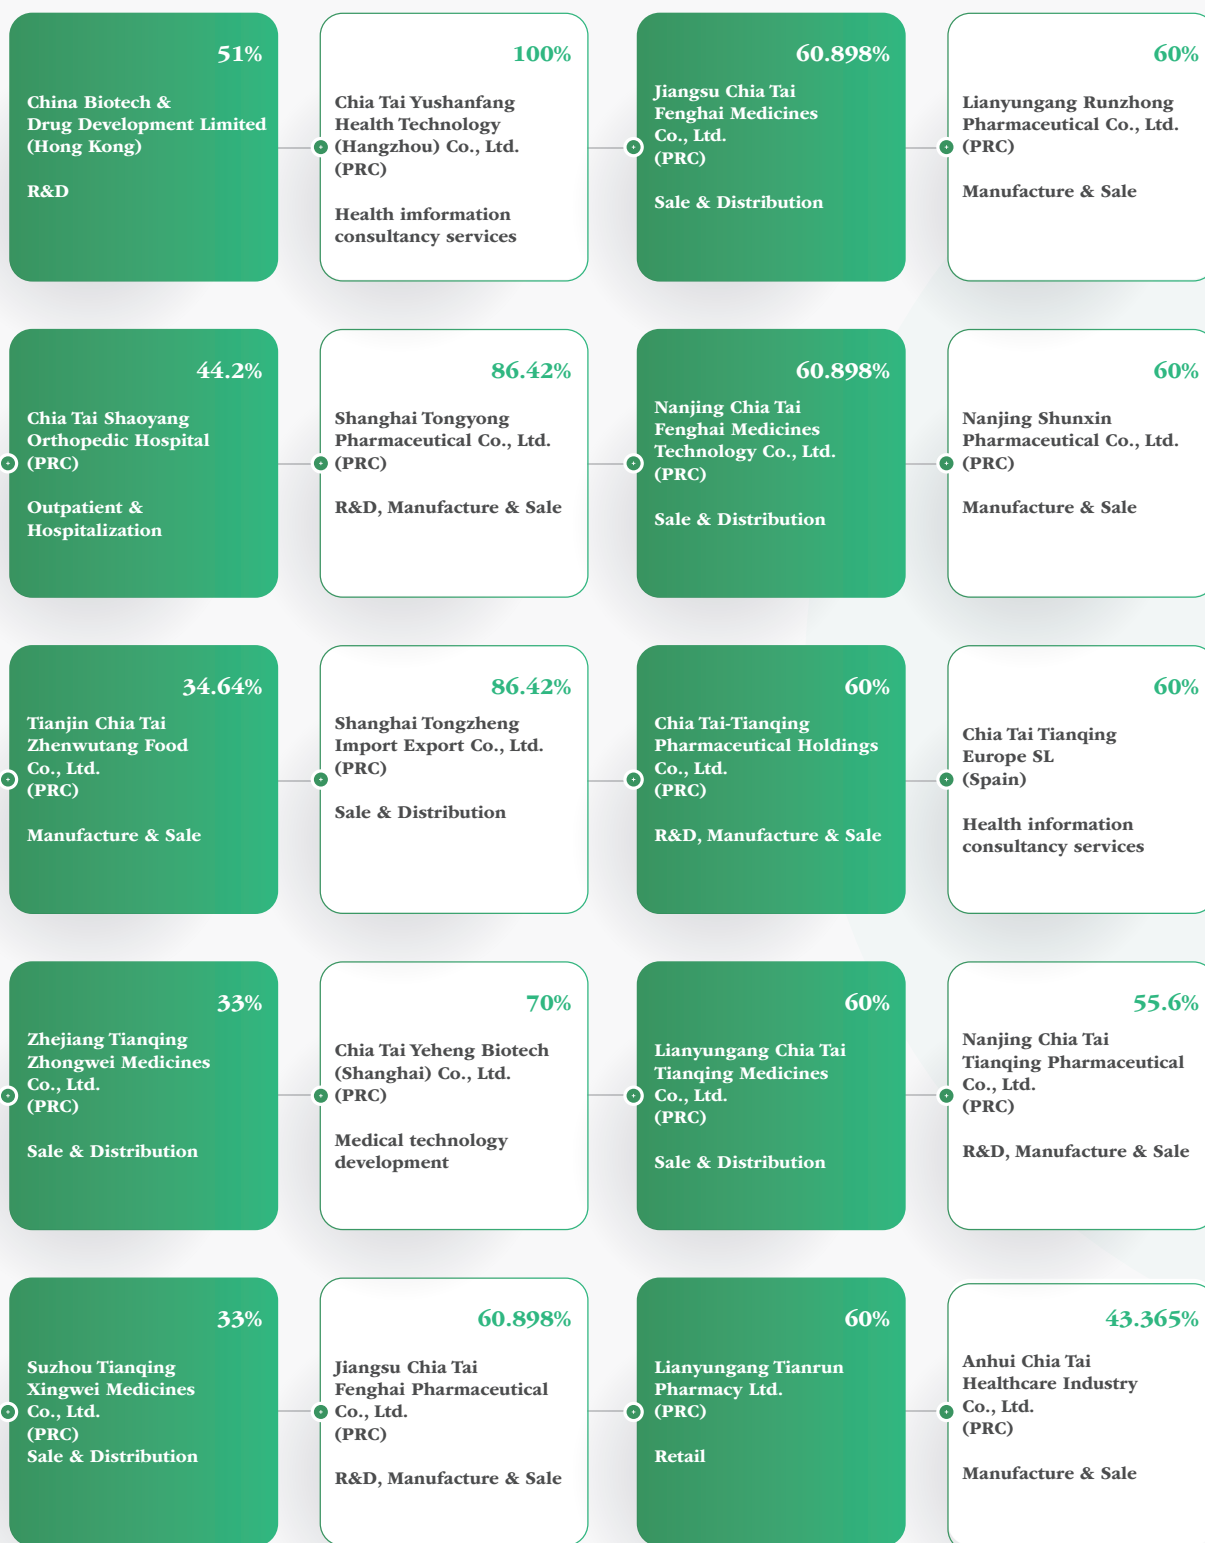 51%
China Biotech &
Drug Development Limited
(Hong Kong)
R&D
100%
Chia Tai Yushanfang
Health Technology
(Hangzhou) Co., Ltd.
(PRC)
Health imformation
consultancy services
60.898%
Jiangsu Chia Tai
Fenghai Medicines
Co., Ltd.
(PRC)
Sale & Distribution
60%
Lianyungang Runzhong
Pharmaceutical Co., Ltd.
(PRC)
Manufacture & Sale
44.2%
Chia Tai Shaoyang
Orthopedic Hospital
(PRC)
Outpatient &
Hospitalization
86.42%
Shanghai Tongyong
Pharmaceutical Co., Ltd.
(PRC)
R&D, Manufacture & Sale
60.898%
Nanjing Chia Tai
Fenghai Medicines
Technology Co., Ltd.
(PRC)
Sale & Distribution
60%
Nanjing Shunxin
Pharmaceutical Co., Ltd.
(PRC)
Manufacture & Sale
34.64%
Tianjin Chia Tai
Zhenwutang Food
Co., Ltd.
(PRC)
Manufacture & Sale
86.42%
Shanghai Tongzheng
Import Export Co., Ltd.
(PRC)
Sale & Distribution
60%
Chia Tai-Tianqing
Pharmaceutical Holdings
Co., Ltd.
(PRC)
R&D, Manufacture & Sale
60%
Chia Tai Tianqing
Europe SL
(Spain)
Health information
consultancy services
33%
Zhejiang Tianqing
Zhongwei Medicines
Co., Ltd.
(PRC)
Sale & Distribution
70%
Chia Tai Yeheng Biotech
(Shanghai) Co., Ltd.
(PRC)
Medical technology
development
60%
Lianyungang Chia Tai
Tianqing Medicines
Co., Ltd.
(PRC)
Sale & Distribution
55.6%
Nanjing Chia Tai
Tianqing Pharmaceutical
Co., Ltd.
(PRC)
R&D, Manufacture & Sale
33%
Suzhou Tianqing
Xingwei Medicines
Co., Ltd.
(PRC)
Sale & Distribution
60.898%
Jiangsu Chia Tai
Fenghai Pharmaceutical
Co., Ltd.
(PRC)
R&D, Manufacture & Sale
60%
Lianyungang Tianrun
Pharmacy Ltd.
(PRC)
Retail
43.365%
Anhui Chia Tai
Healthcare Industry
Co., Ltd.
(PRC)
Manufacture & Sale